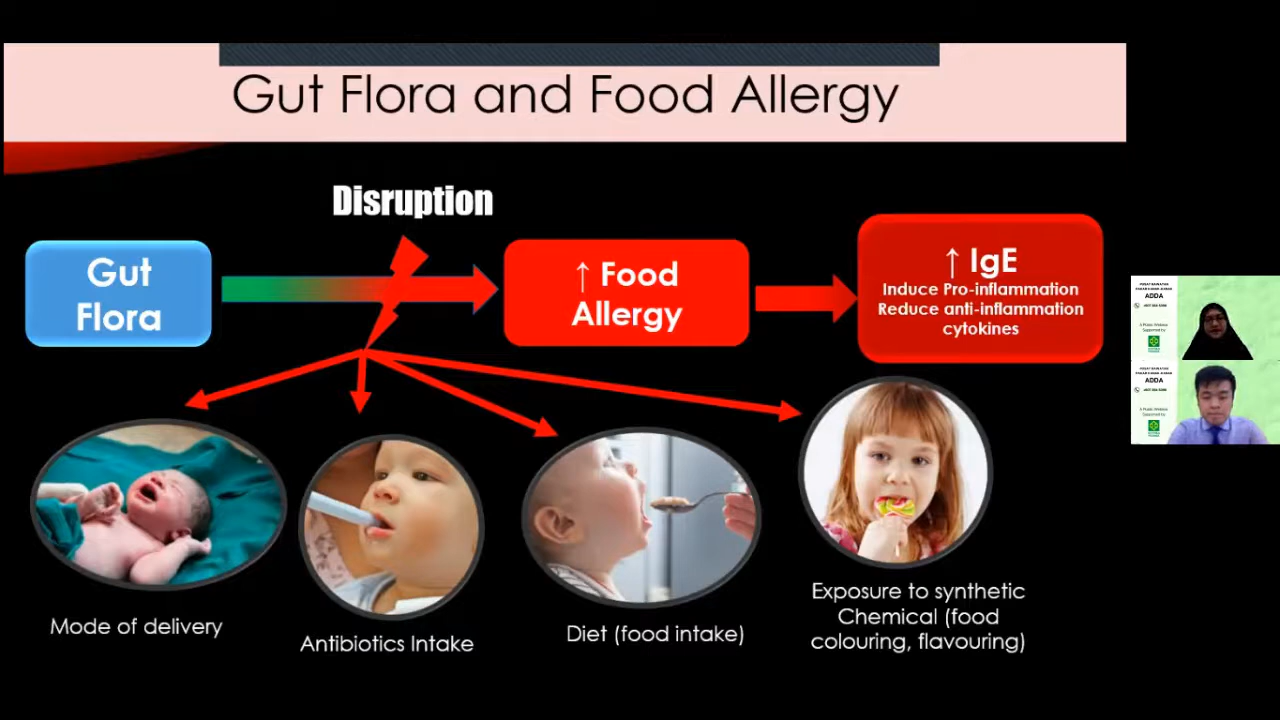 Gut Flora and Food Allergy
Disruption
Gut
Flora
↑ Food
Allergy
↑ IgE
Induce Pro-inflammation
Reduce anti-inflammation
cytokines
Mode of delivery
Antibiotics Intake
Diet (food intake)
Exposure to synthetic
Chemical (food
colouring, flavouring)
ADDA
ADDA